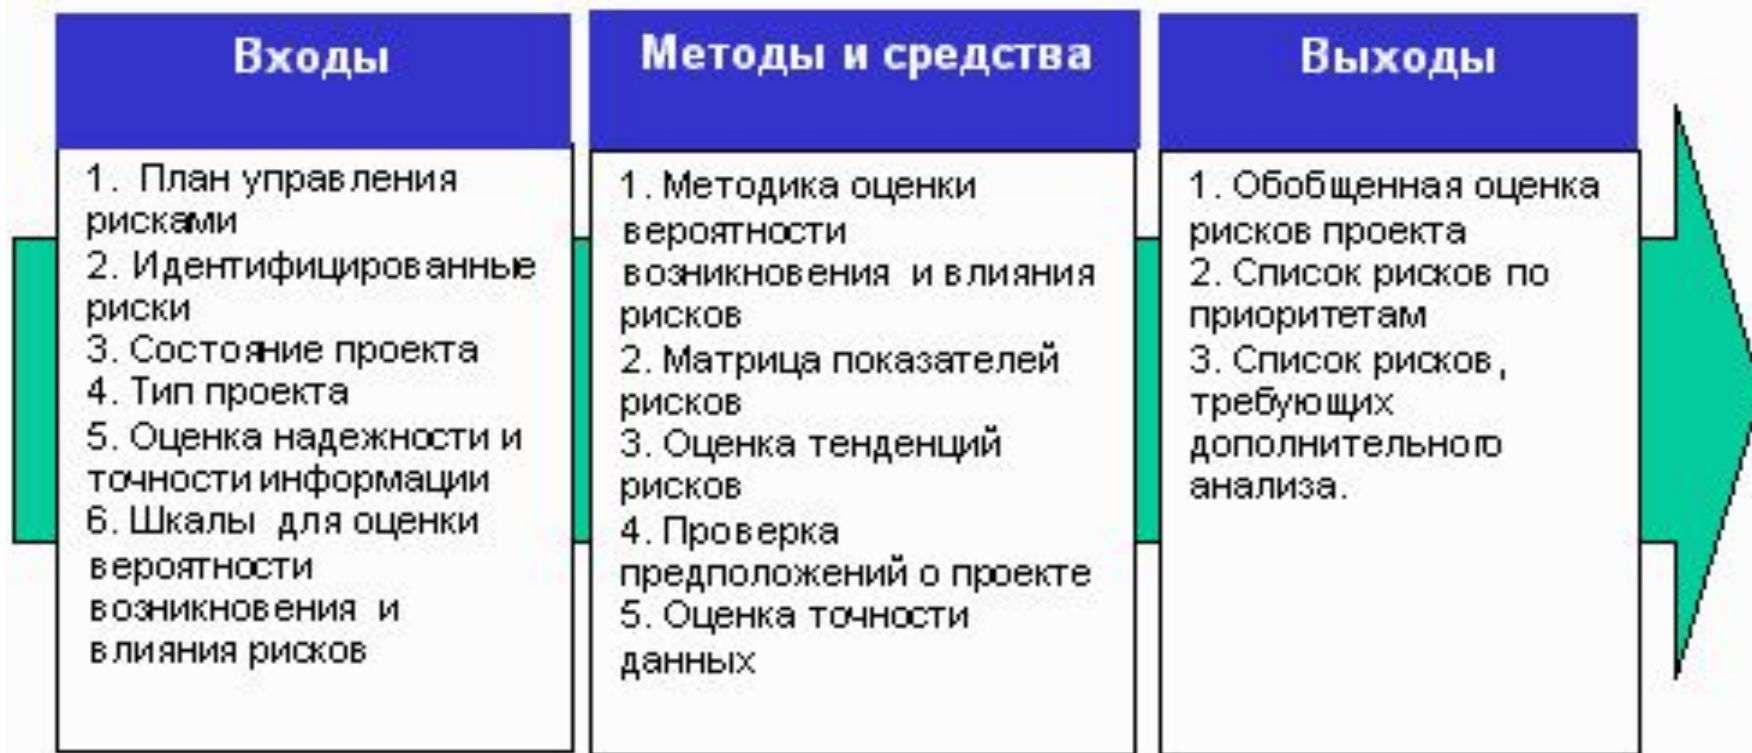 Входы
1. План управления
рисками
2. Идентифицированные
риски
3. Состояние проекта
4. Тип проекта
5. Оценка надежности и
точности информации
6. Шкалы для оценки
вероятности
возникновения и
влияния рисков
Методы и средства
1. Методика оценки
вероятности
возникновения и влияния
рисков
2. Матрица показателей
рисков
3. Оценка тенденций
рисков
4. Проверка
предположений о проекте
5. Оценка точности
данных
Выходы
1. Обобщенная оценка
рисков проекта
2. Список рисков по
приоритетам
3. Список рисков,
требующих
дополнительного
анализа.